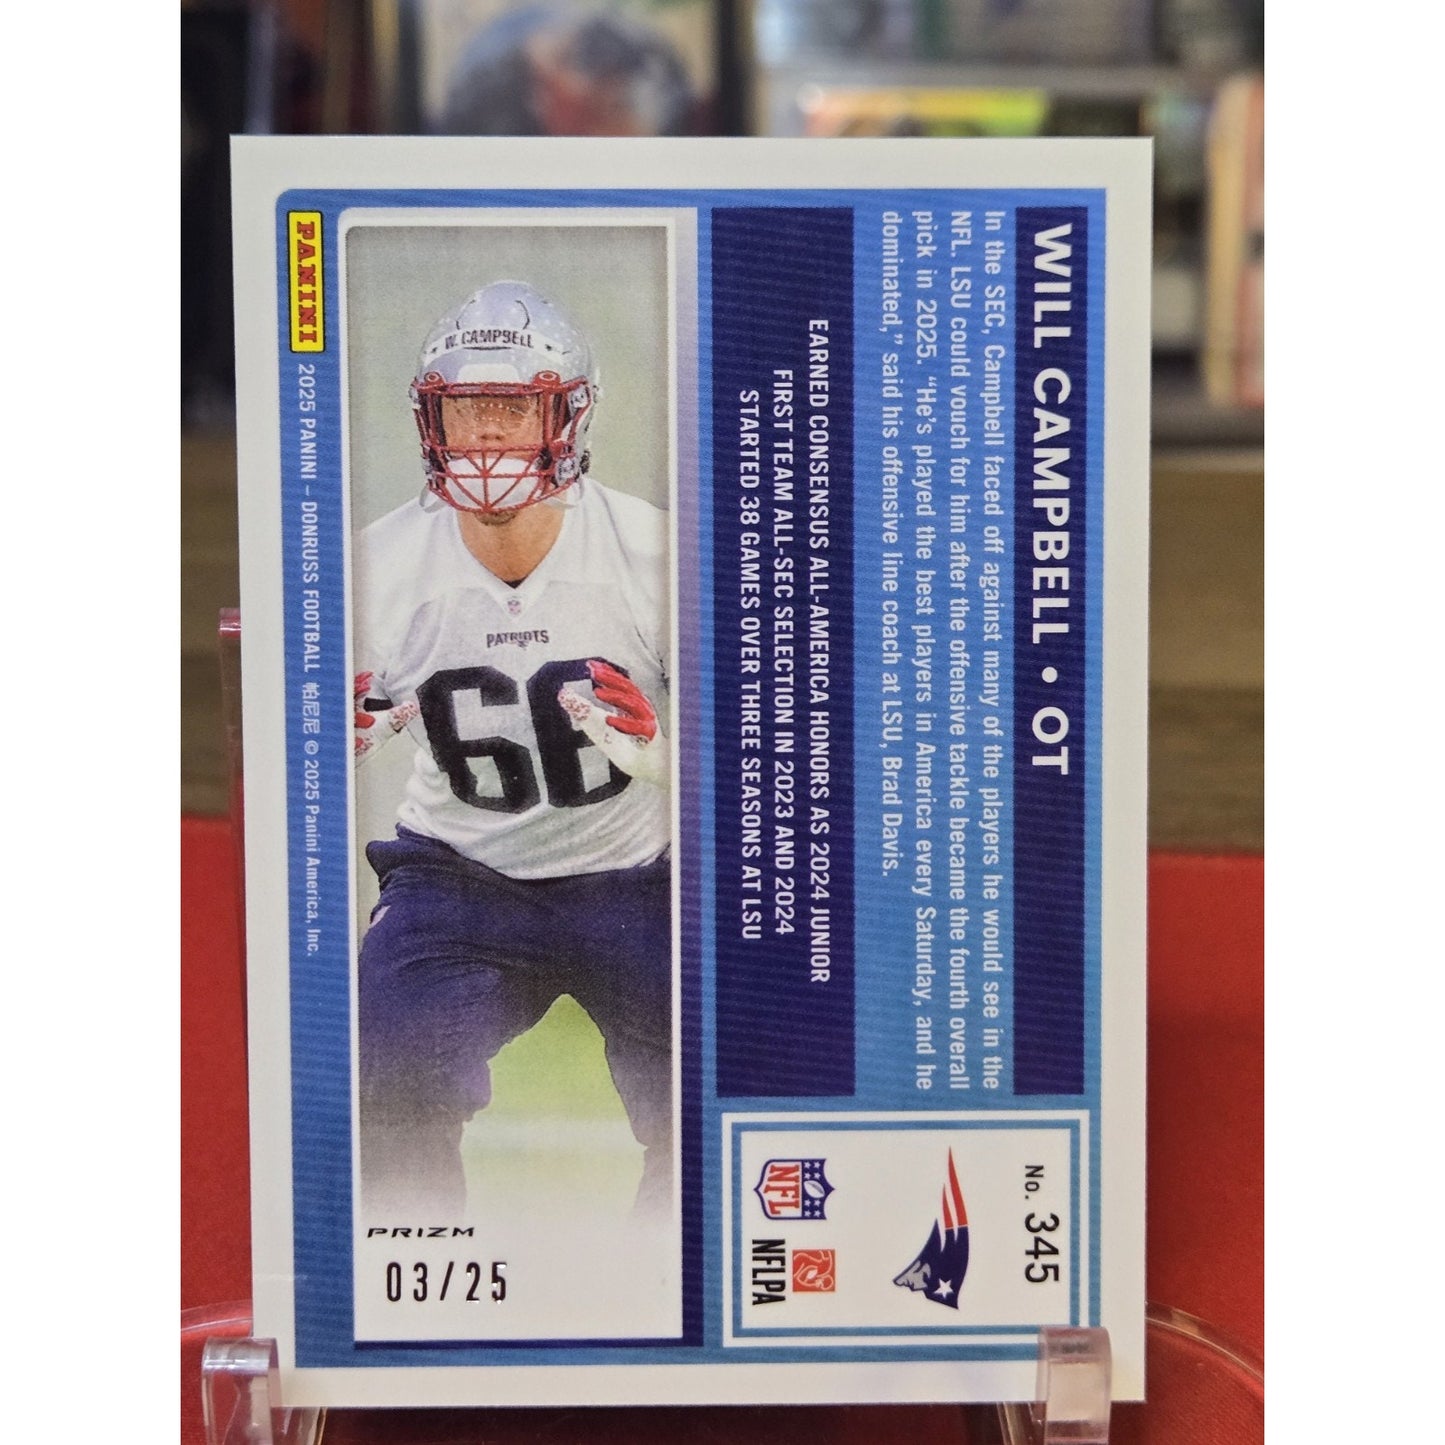 WILL CAMPBELL • OT
In the SEC, Campbell faced off against many of the players he would see in the
NFL. LSU could vouch for him after the offensive tackle became the fourth overall
pick in 2025. “He’s played the best players in America every Saturday, and he
dominated,” said his offensive line coach at LSU, Brad Davis.
EARNED CONSENSUS ALL-AMERICA HONORS AS 2024 JUNIOR
FIRST TEAM ALL-SEC SELECTION IN 2023 AND 2024
STARTED 38 GAMES OVER THREE SEASONS AT LSU
No. 345
NFL
NFLPA
W. CAMPBELL
PATRIOTS
66
PRIZM
03/25
PANINI
2025 PANINI – DONRUSS FOOTBALL 帕尼尼 © 2025 Panini America, Inc.